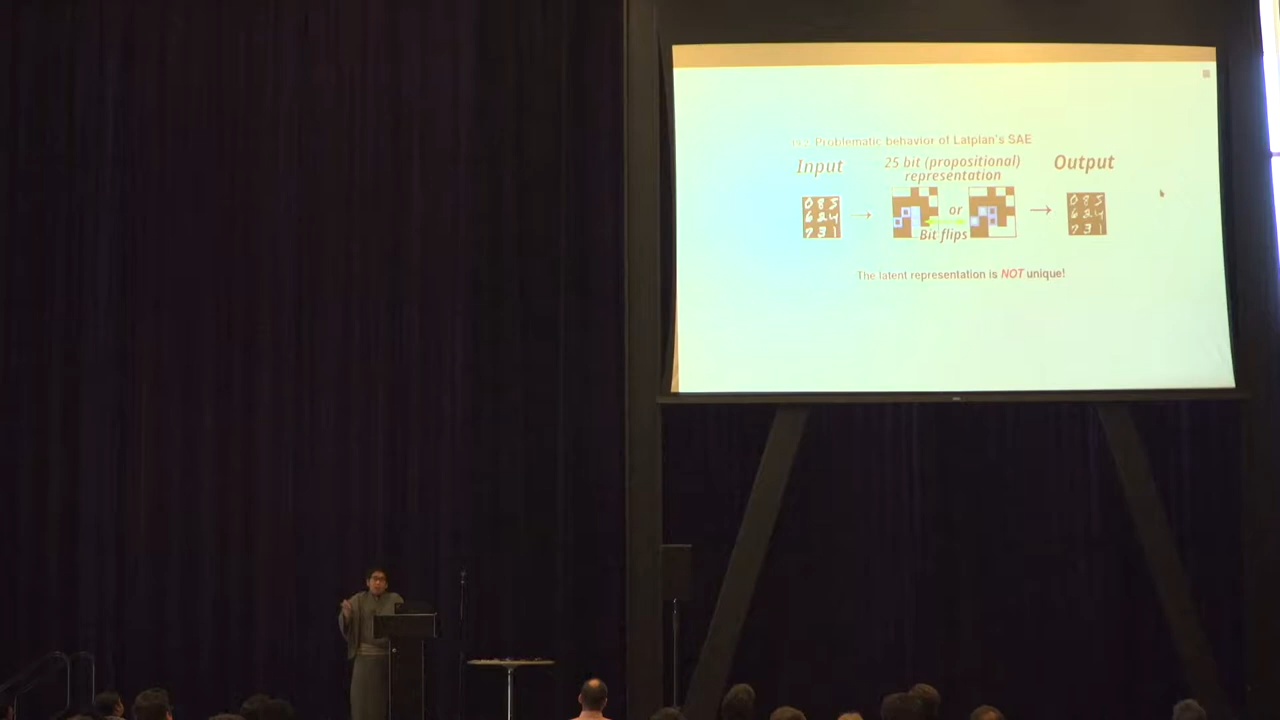 Problematic behavior of Latplan's SAE
Input
25 bit (propositional)
representation
Output
0 8 5
6 2 4
7 3 1
or
Bit flips
0 8 5
6 2 4
7 3 1
The latent representation is NOT unique!